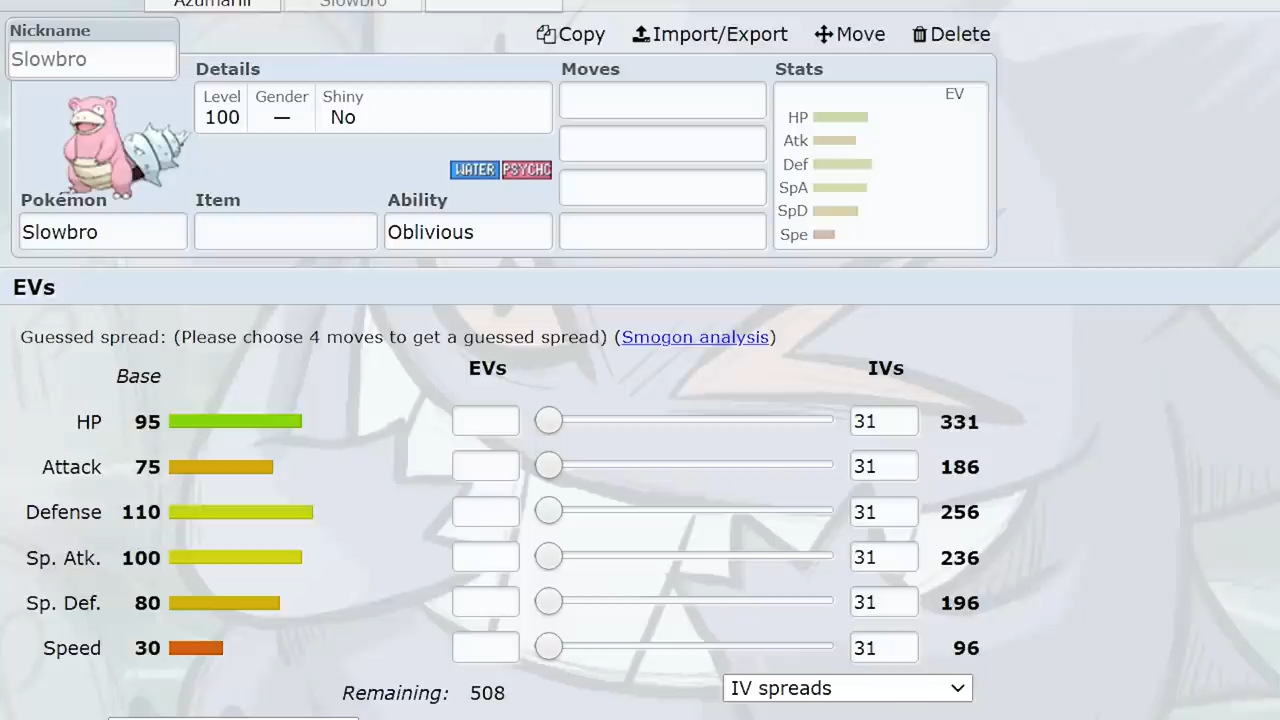 Azumarill
Slowbro
Nickname
Slowbro
Copy Import/Export Move Delete
Details
Moves
Stats
Level Gender Shiny
100 — No
EV
HP
Atk
Def
SpA
SpD
Spe
WATER PSYCHC
Pokémon Item Ability
Slowbro Oblivious
EVs
Guessed spread: (Please choose 4 moves to get a guessed spread) (Smogon analysis)
Base EVs IVs
HP 95 31 331
Attack 75 31 186
Defense 110 31 256
Sp. Atk. 100 31 236
Sp. Def. 80 31 196
Speed 30 31 96
Remaining: 508 IV spreads